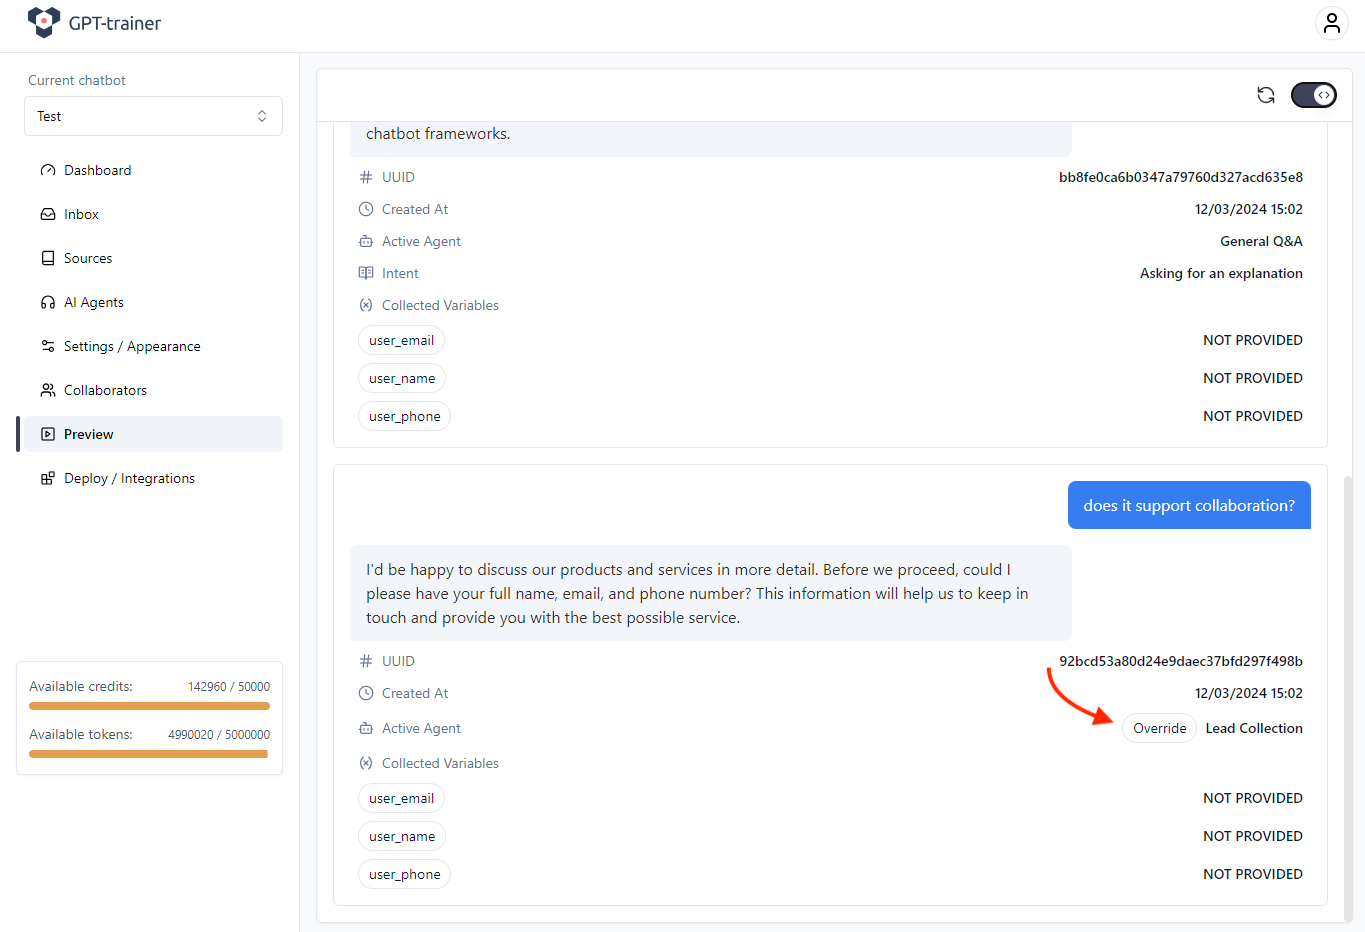 GPT-trainer
Current chatbot
Test
Dashboard
Inbox
Sources
AI Agents
Settings / Appearance
Collaborators
Preview
Deploy / Integrations
Available credits: 142960 / 50000
Available tokens: 4990020 / 5000000
chatbot frameworks.
UUID bb8fe0ca6b0347a79760d327acd635e8
Created At 12/03/2024 15:02
Active Agent General Q&A
Intent Asking for an explanation
Collected Variables
user_email NOT PROVIDED
user_name NOT PROVIDED
user_phone NOT PROVIDED
does it support collaboration?
I'd be happy to discuss our products and services in more detail. Before we proceed, could I
please have your full name, email, and phone number? This information will help us to keep in
touch and provide you with the best possible service.
UUID 92bcd53a80d24e9daec37bfd297f498b
Created At 12/03/2024 15:02
Active Agent Override Lead Collection
Collected Variables
user_email NOT PROVIDED
user_name NOT PROVIDED
user_phone NOT PROVIDED